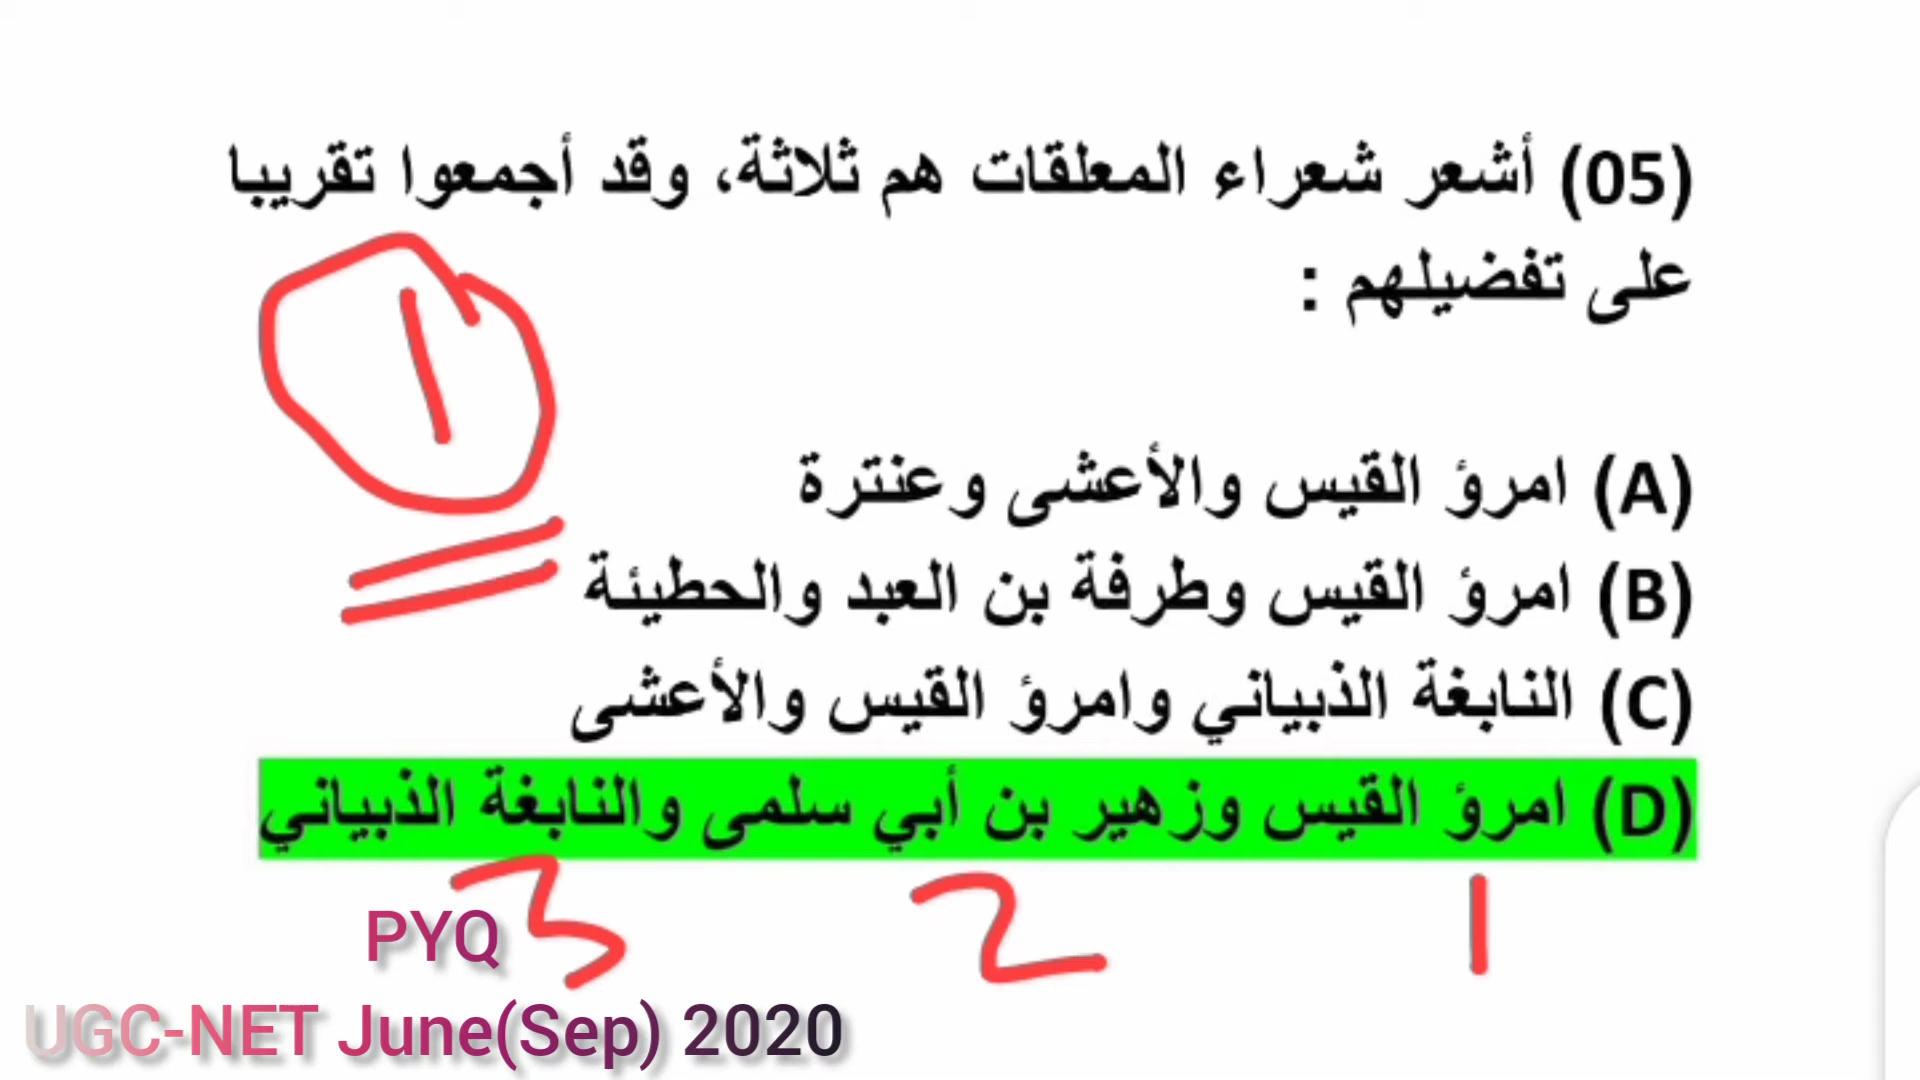 (05) أشعر شعراء المعلقات هم ثلاثة، وقد أجمعوا تقريبا
على تفضيلهم :
1
(A) امرؤ القيس والأعشى وعنترة
(B) امرؤ القيس وطرفة بن العبد والحطيئة
(C) النابغة الذبياني وامرؤ القيس والأعشى
(D) امرؤ القيس وزهير بن أبي سلمى والنابغة الذبياني
3 2 1
PYQ
UGC-NET June(Sep) 2020